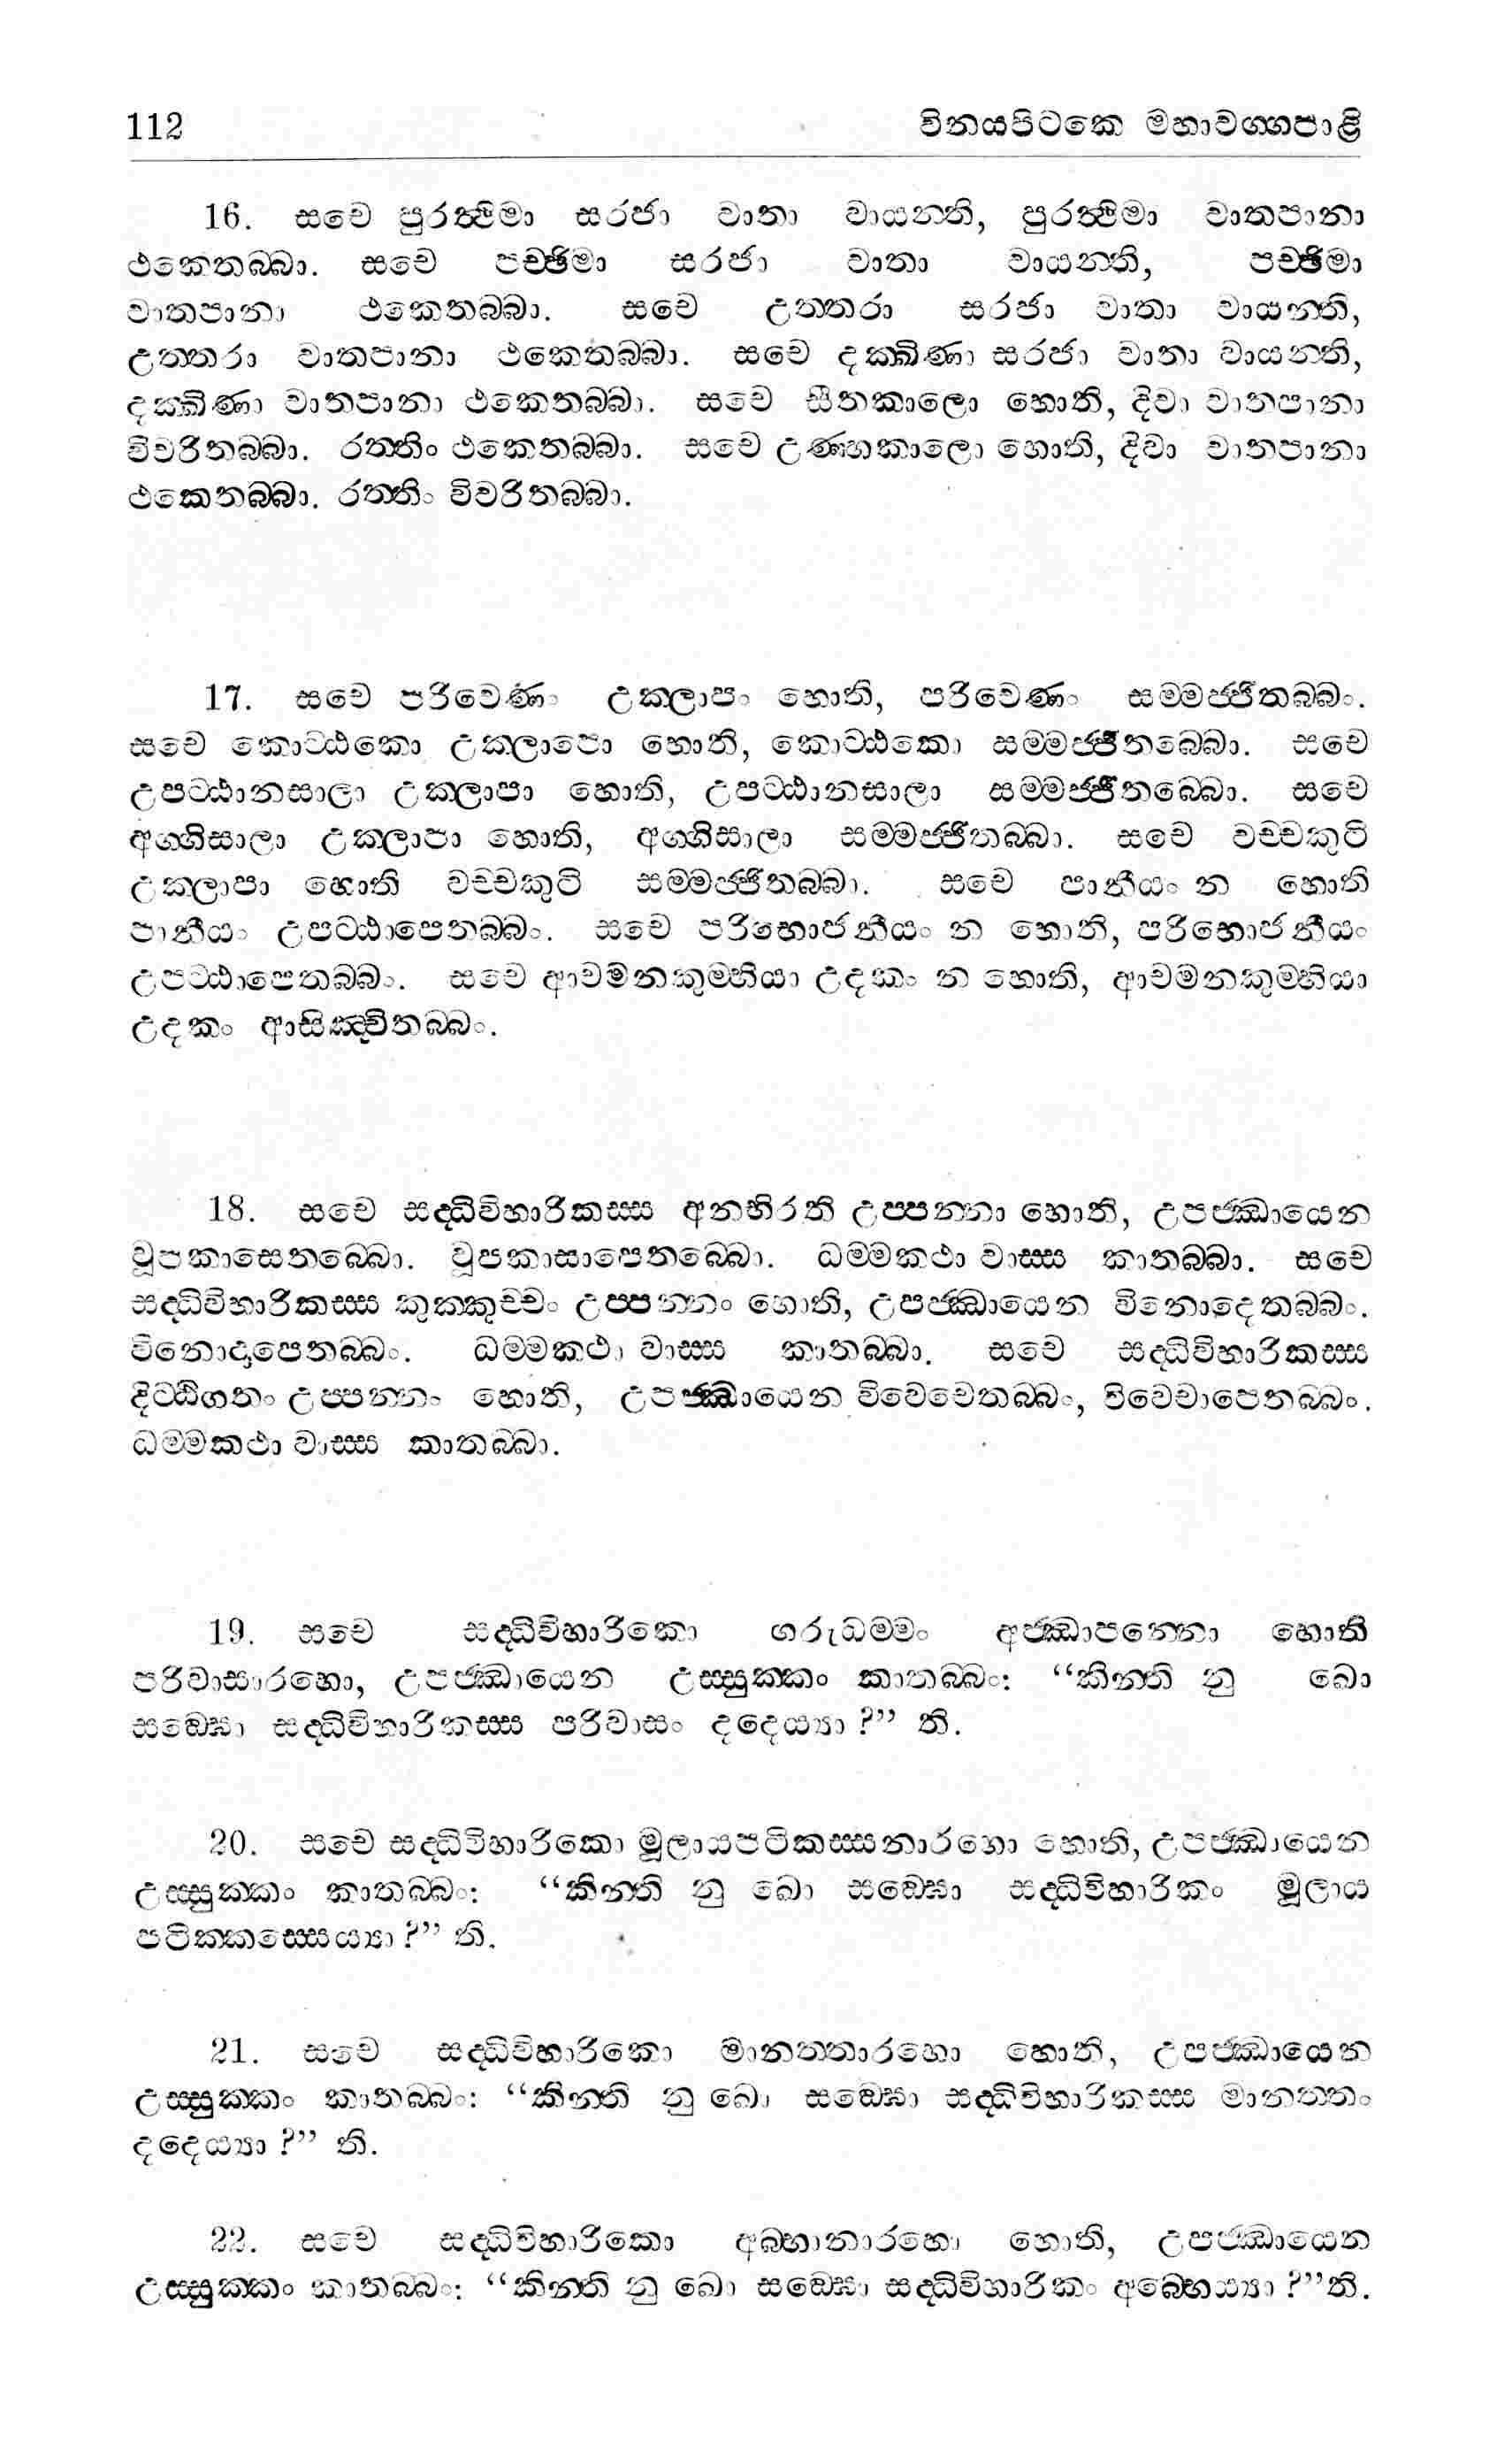 112 විනයපිටකෙ මහාවග්ගපාළි
16. සචෙ පුරත්ථිමා සරජා වාතා වායන්ති, පුරත්ථිමා වාතපානා
ථකෙතබ්බා. සචෙ පච්ඡිමා සරජා වාතා වායන්ති, පච්ඡිමා
වාතපානා ථකෙතබ්බා. සචෙ උත්තරා සරජා වාතා වායන්ති,
උත්තරා වාතපානා ථකෙතබ්බා. සචෙ දක්ඛිණා සරජා වාතා වායන්ති,
දක්ඛිණා වාතපානා ථකෙතබ්බා. සචෙ සීතකාලො හොති, දිවා වාතපානා
විවරිතබ්බා. රත්තිං ථකෙතබ්බා. සචෙ උණ්හකාලො හොති, දිවා වාතපානා
ථකෙතබ්බා. රත්තිං විවරිතබ්බා.
17. සචෙ පරිවෙණං උක්ලාපං හොති, පරිවෙණං සම්මජ්ජිතබ්බං.
සචෙ කොට්ඨකො උක්ලාපො හොති, කොට්ඨකො සම්මජ්ජිතබ්බො. සචෙ
උපට්ඨානසාලා උක්ලාපා හොති, උපට්ඨානසාලා සම්මජ්ජිතබ්බො. සචෙ
අග්ගිසාලා උක්ලාපා හොති, අග්ගිසාලා සම්මජ්ජිතබ්බා. සචෙ වච්චකුටි
උක්ලාපා හොති වච්චකුටි සම්මජ්ජිතබ්බා. සචෙ පානීයං න හොති
පානීයං උපට්ඨාපෙතබ්බං. සචෙ පරිභොජනීයං න හොති, පරිභොජනීයං
උපට්ඨාපෙතබ්බං. සචෙ ආචමනකුම්භියා උදකං න හොති, ආචමනකුම්භියා
උදකං ආසිඤ්චිතබ්බං.
18. සචෙ සද්ධිවිහාරිකස්ස අනභිරති උප්පන්නා හොති, උපජ්ඣායෙන
වූපකාසෙතබ්බො. වූපකාසාපෙතබ්බො. ධම්මකථා වාස්ස කාතබ්බා. සචෙ
සද්ධිවිහාරිකස්ස කුක්කුච්චං උප්පන්නං හොති, උපජ්ඣායෙන විනොදෙතබ්බං.
විනොදාපෙතබ්බං. ධම්මකථා වාස්ස කාතබ්බා. සචෙ සද්ධිවිහාරිකස්ස
දිට්ඨිගතං උප්පන්නං හොති, උපජ්ඣායෙන විවෙචෙතබ්බං, විවෙචාපෙතබ්බං.
ධම්මකථා වාස්ස කාතබ්බා.
19. සචෙ සද්ධිවිහාරිකො ගරුධම්මං අජ්ඣාපන්නො හොති
පරිවාසාරහො, උපජ්ඣායෙන උස්සුක්කං කාතබ්බං: “කින්ති නු ඛො
සඞ්ඝො සද්ධිවිහාරිකස්ස පරිවාසං දදෙය්‍යා ?” ති.
20. සචෙ සද්ධිවිහාරිකො මූලායපටිකස්සනාරහො හොති, උපජ්ඣායෙන
උස්සුක්කං කාතබ්බං: “කින්ති නු ඛො සඞ්ඝො සද්ධිවිහාරිකං මූලාය
පටික්කස්සෙය්‍යා ?” ති.
21. සචෙ සද්ධිවිහාරිකො මානත්තාරහො හොති, උපජ්ඣායෙන
උස්සුක්කං කාතබ්බං: “කින්ති නු ඛො සඞ්ඝො සද්ධිවිහාරිකස්ස මානත්තං
දදෙය්‍යා ?” ති.
22. සචෙ සද්ධිවිහාරිකො අබ්භානාරහො හොති, උපජ්ඣායෙන
උස්සුක්කං කාතබ්බං: “කින්ති නු ඛො සඞ්ඝො සද්ධිවිහාරිකං අබ්භෙය්‍යා ?”ති.